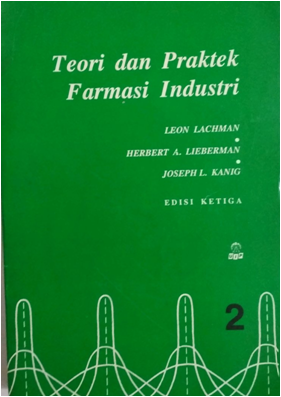 Teori dan Praktek
Farmasi Industri
LEON LACHMAN
HERBERT A. LIEBERMAN
JOSEPH L. KANIG
EDISI KETIGA
2